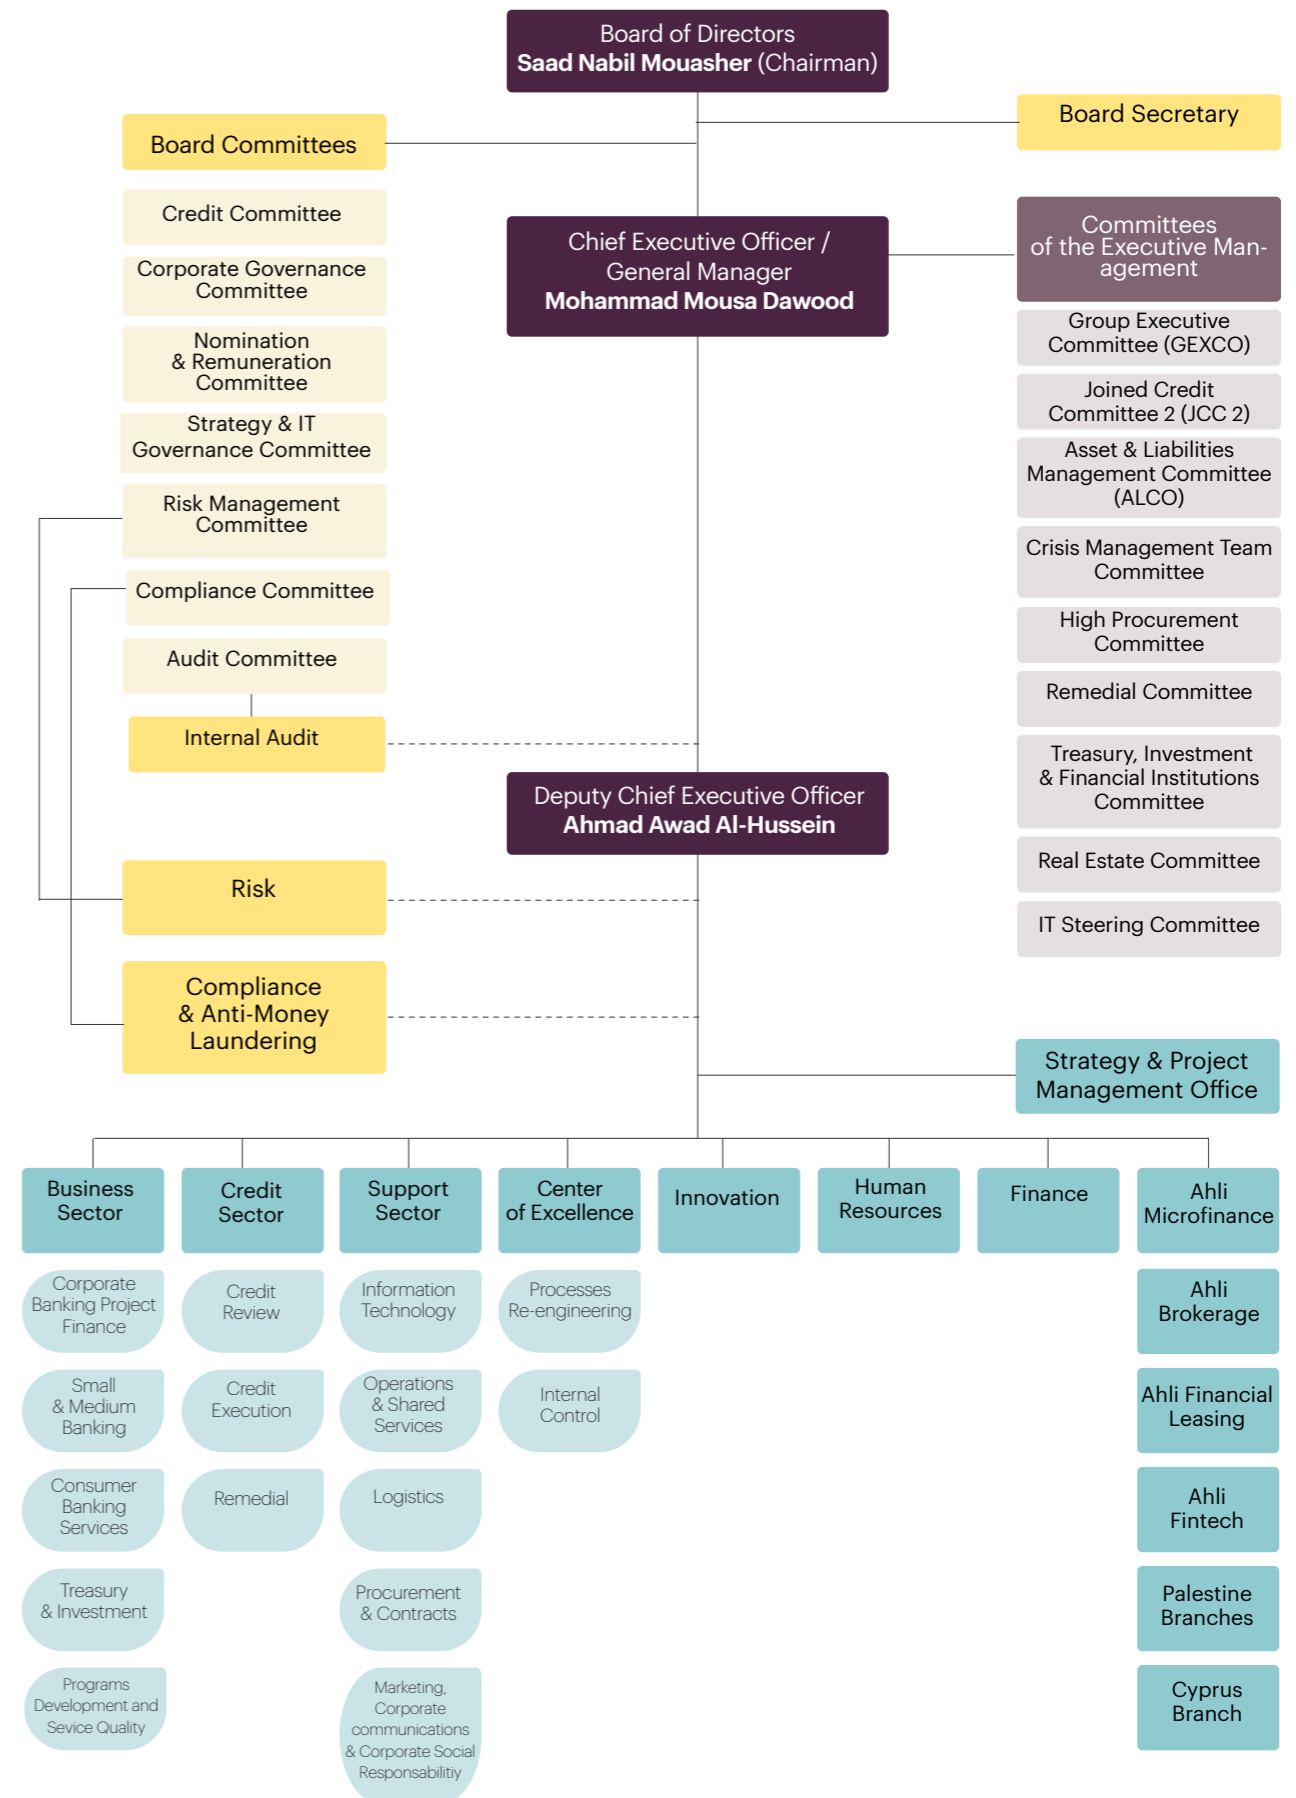 Board of Directors
Saad Nabil Mouasher (Chairman)
Board Secretary
Board Committees
Credit Committee
Corporate Governance
Committee
Nomination
& Remuneration
Committee
Strategy & IT
Governance Committee
Risk Management
Committee
Compliance Committee
Audit Committee
Internal Audit
Risk
Compliance
& Anti-Money
Laundering
Chief Executive Officer /
General Manager
Mohammad Mousa Dawood
Deputy Chief Executive Officer
Ahmad Awad Al-Hussein
Committees
of the Executive Man-
agement
Group Executive
Committee (GEXCO)
Joined Credit
Committee 2 (JCC 2)
Asset & Liabilities
Management Committee
(ALCO)
Crisis Management Team
Committee
High Procurement
Committee
Remedial Committee
Treasury, Investment
& Financial Institutions
Committee
Real Estate Committee
IT Steering Committee
Strategy & Project
Management Office
Business
Sector
Corporate
Banking Project
Finance
Small
& Medium
Banking
Consumer
Banking
Services
Treasury
& Investment
Programs
Development and
Sevice Quality
Credit
Sector
Credit
Review
Credit
Execution
Remedial
Support
Sector
Information
Technology
Operations
& Shared
Services
Logistics
Procurement
& Contracts
Marketing,
Corporate
communications
& Corporate Social
Responsabilitiy
Center
of Excellence
Processes
Re-engineering
Internal
Control
Innovation
Human
Resources
Finance
Ahli
Microfinance
Ahli
Brokerage
Ahli Financial
Leasing
Ahli
Fintech
Palestine
Branches
Cyprus
Branch